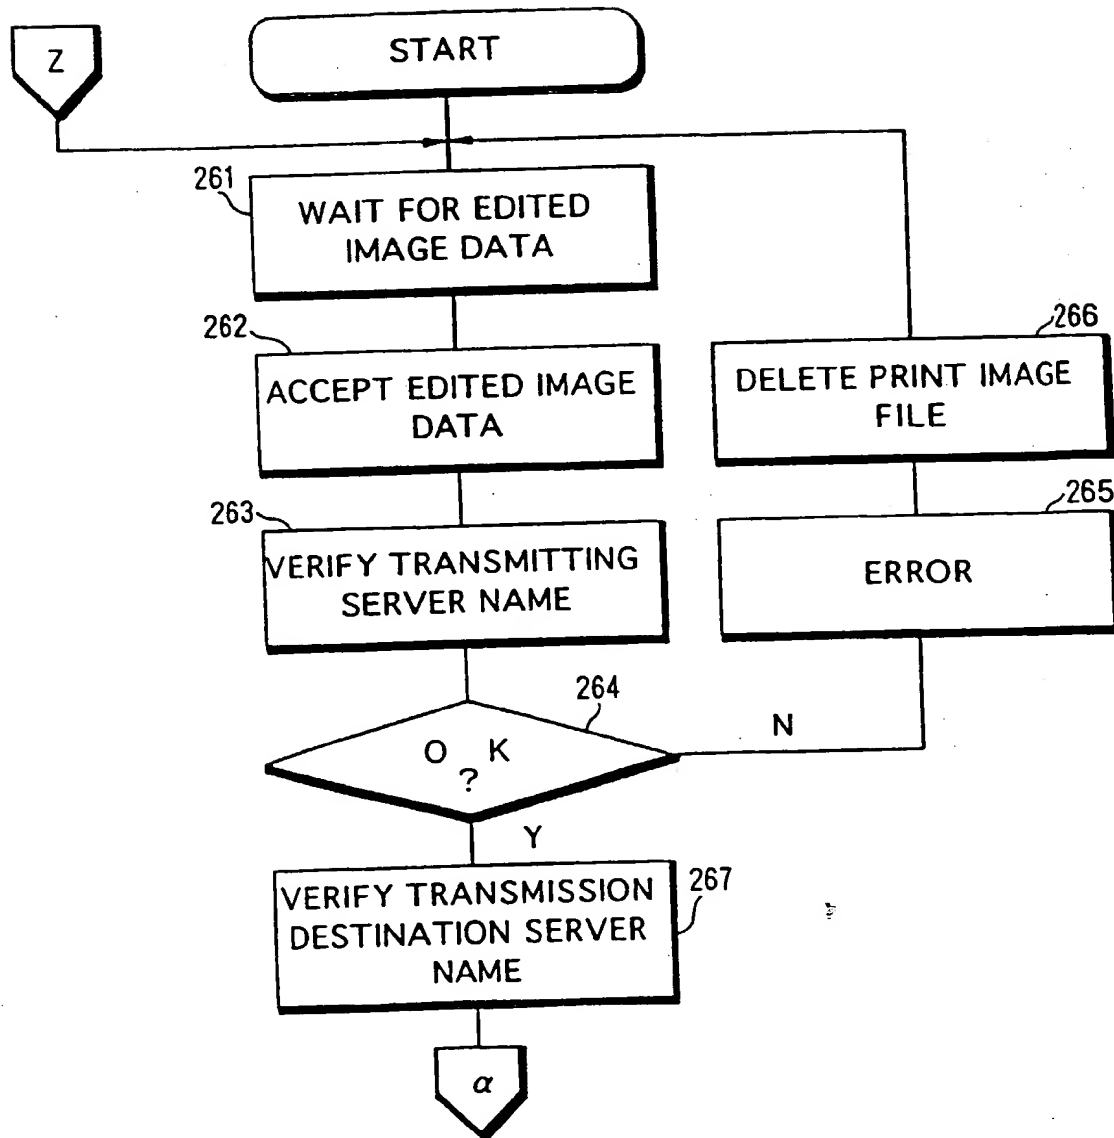 Z
START
261
WAIT FOR EDITED
IMAGE DATA
262
ACCEPT EDITED IMAGE
DATA
263
VERIFY TRANSMITTING
SERVER NAME
264
O K
?
N
Y
265
ERROR
266
DELETE PRINT IMAGE
FILE
267
VERIFY TRANSMISSION
DESTINATION SERVER
NAME
α